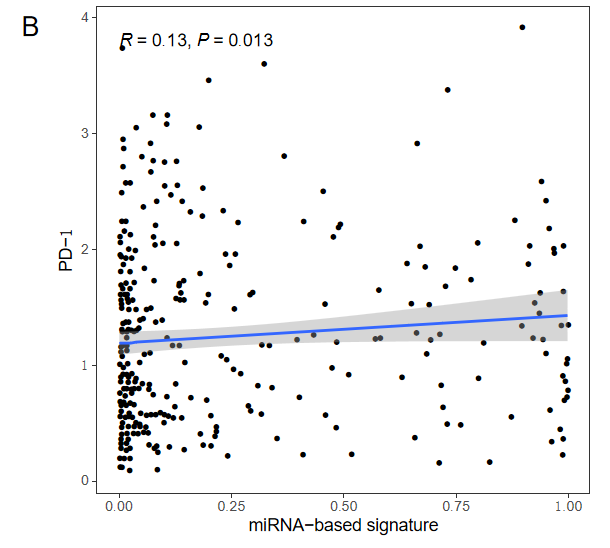 B
R = 0.13, P = 0.013
4
3
2
1
0
PD−1
0.00 0.25 0.50 0.75 1.00
miRNA−based signature